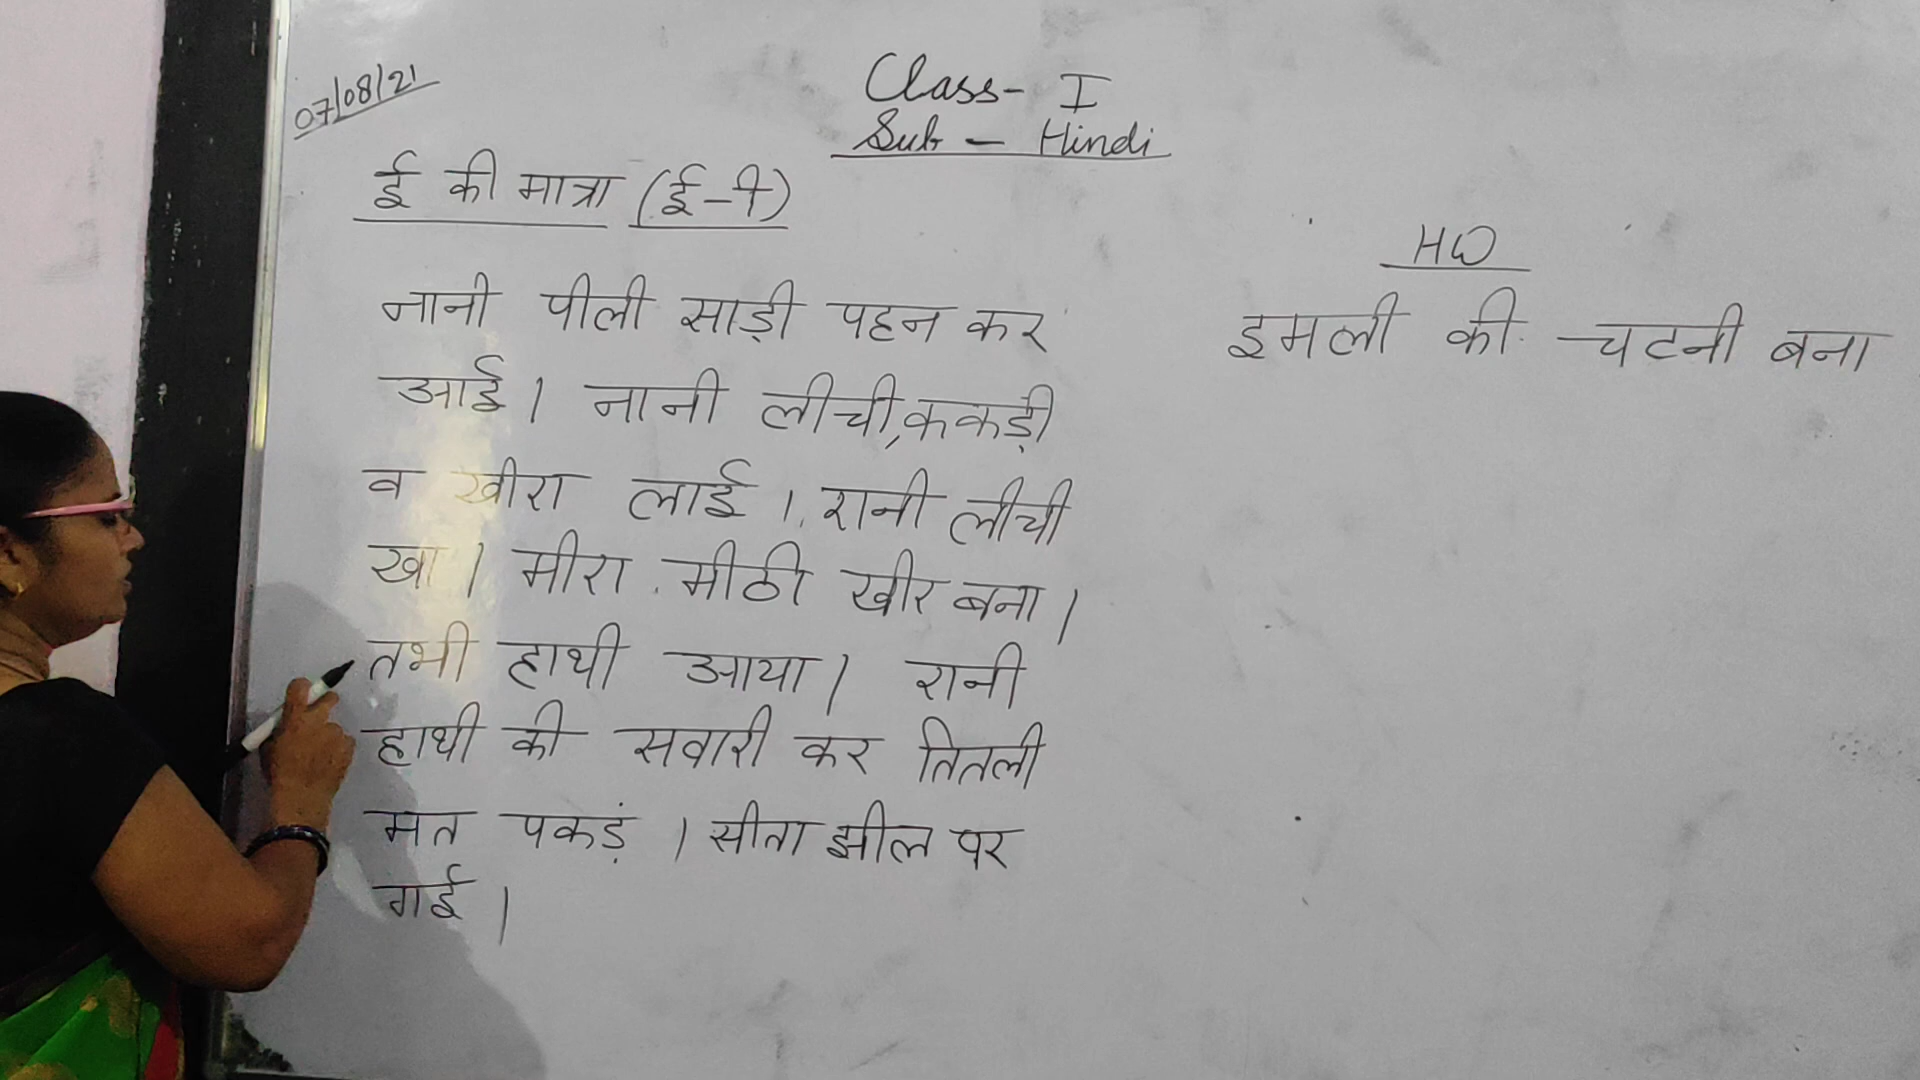 07/08/21
Class- I
Sub - Hindi
ई की मात्रा (ई-ी)
नानी पीली साड़ी पहन कर
आई। नानी लीची,ककड़ी
व खीरा लाई। रानी लीची
खा। मीरा मीठी खीर बना।
तभी हाथी आया। रानी
हाथी की सवारी कर तितली
मत पकड़ं। सीता झील पर
गई।
HW
इमली की चटनी बना